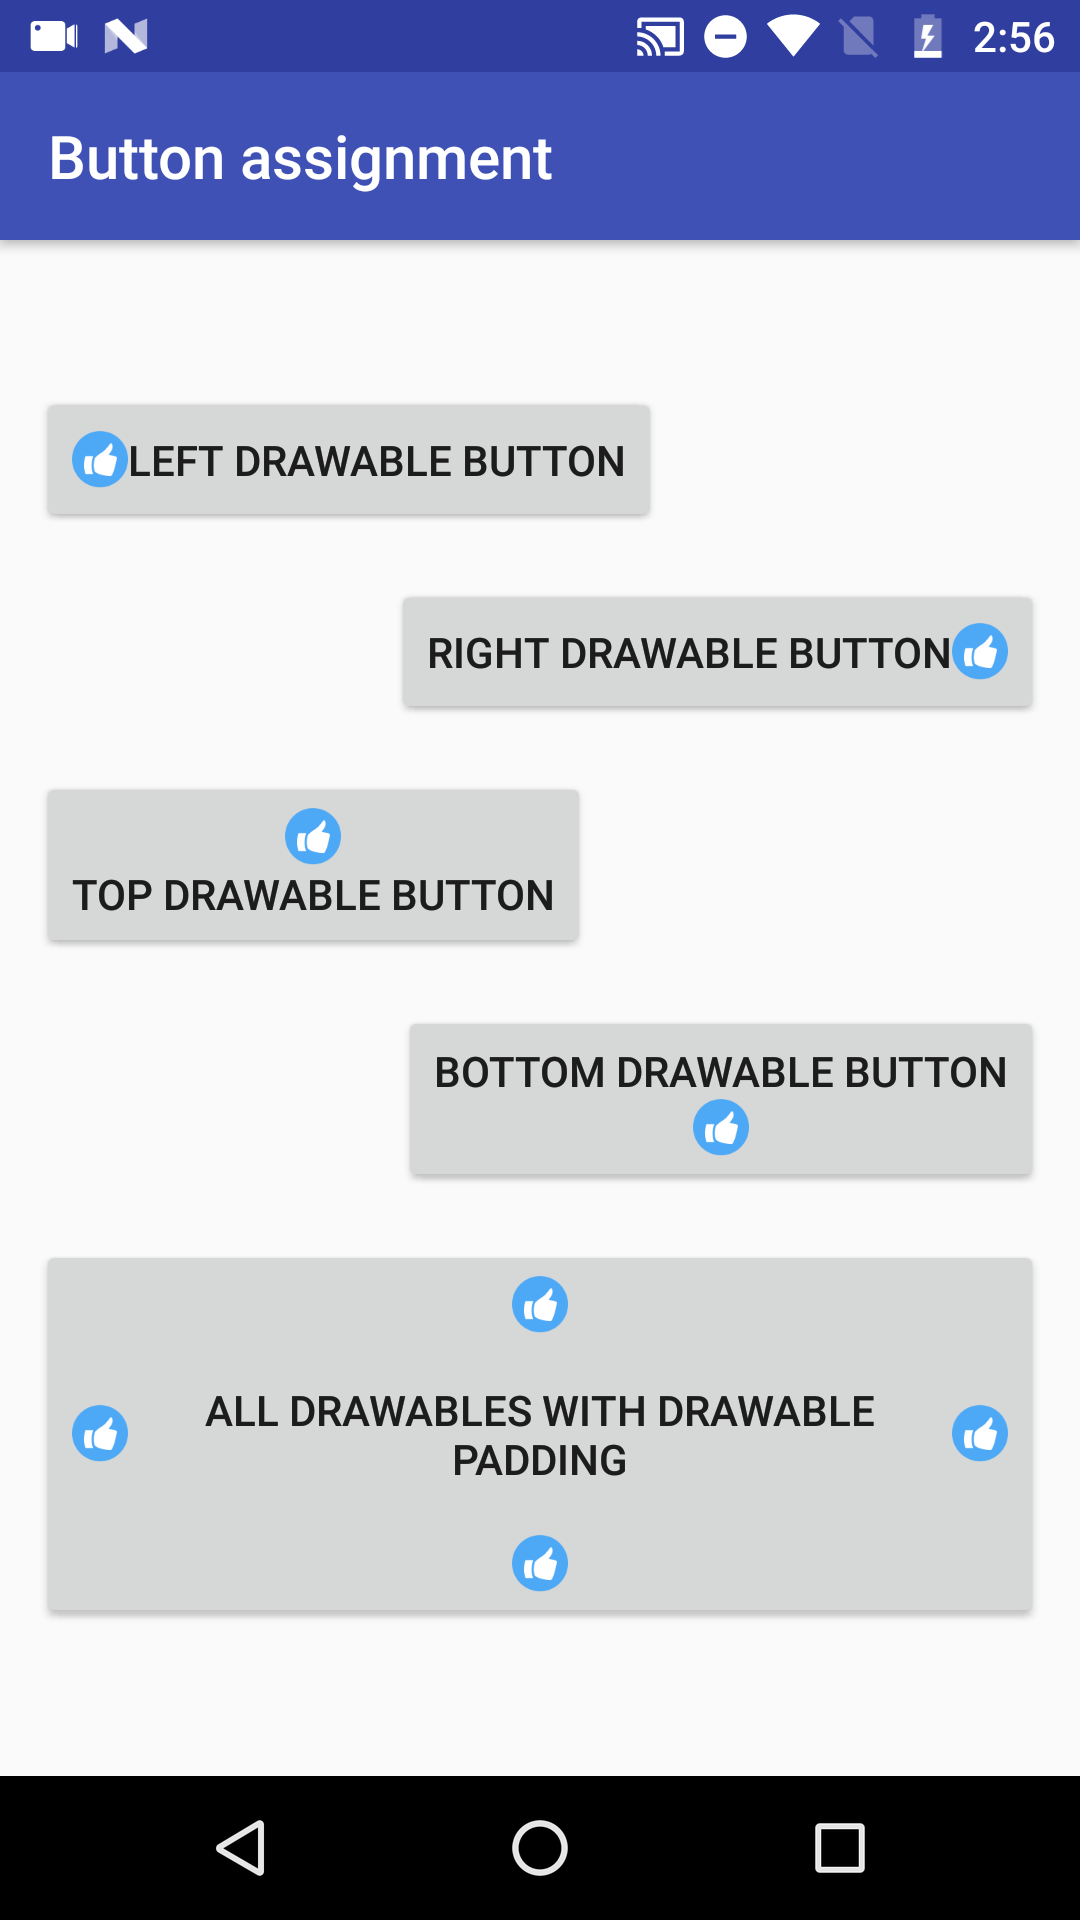 2:56
Button assignment
LEFT DRAWABLE BUTTON
RIGHT DRAWABLE BUTTON
TOP DRAWABLE BUTTON
BOTTOM DRAWABLE BUTTON
ALL DRAWABLES WITH DRAWABLE
PADDING